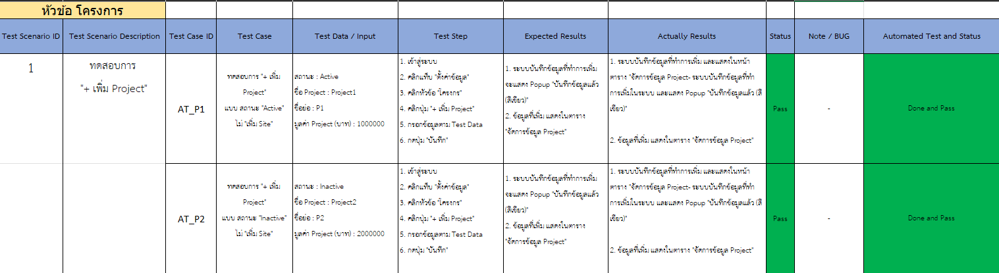 หัวข้อ โครงการ
Test Scenario ID
Test Scenario Description
Test Case ID
Test Case
Test Data / Input
Test Step
Expected Results
Actually Results
Status
Note / BUG
Automated Test and Status
1
ทดสอบการ
"+ เพิ่ม Project"
AT_P1
ทดสอบการ "+ เพิ่ม
Project"
แบบ สถานะ "Active"
ไม่ "เพิ่ม Site"
สถานะ : Active
ชื่อ Project : Project1
ชื่อย่อ : P1
มูลค่า Project (บาท) : 1000000
1. เข้าสู่ระบบ
2. คลิกแท็บ "ตั้งค่าข้อมูล"
3. คลิกหัวข้อ "โครงกร"
4. คลิกปุ่ม "+ เพิ่ม Project"
5. กรอกข้อมูลตาม Test Data
6. กดปุ่ม "บันทึก"
1. ระบบบันทึกข้อมูลที่ทำการเพิ่ม
จะแสดง Popup "บันทึกข้อมูลแล้ว
(สีเขียว)"
2. ข้อมูลที่เพิ่ม แสดงในตาราง
"จัดการข้อมูล Project"
1. ระบบบันทึกข้อมูลที่ทำการเพิ่ม และแสดงในหน้า
ตาราง "จัดการข้อมูล Project- ระบบบันทึกข้อมูลที่ทำ
การเพิ่มในระบบ และแสดง Popup "บันทึกข้อมูลแล้ว (สี
เขียว)"
2. ข้อมูลที่เพิ่ม แสดงในตาราง "จัดการข้อมูล Project"
Pass
-
Done and Pass
AT_P2
ทดสอบการ "+ เพิ่ม
Project"
แบบ สถานะ "Inactive"
ไม่ "เพิ่ม Site"
สถานะ : Inactive
ชื่อ Project : Project2
ชื่อย่อ : P2
มูลค่า Project (บาท) : 2000000
1. เข้าสู่ระบบ
2. คลิกแท็บ "ตั้งค่าข้อมูล"
3. คลิกหัวข้อ "โครงกร"
4. คลิกปุ่ม "+ เพิ่ม Project"
5. กรอกข้อมูลตาม Test Data
6. กดปุ่ม "บันทึก"
1. ระบบบันทึกข้อมูลที่ทำการเพิ่ม
จะแสดง Popup "บันทึกข้อมูลแล้ว
(สีเขียว)"
2. ข้อมูลที่เพิ่ม แสดงในตาราง
"จัดการข้อมูล Project"
1. ระบบบันทึกข้อมูลที่ทำการเพิ่ม และแสดงในหน้า
ตาราง "จัดการข้อมูล Project- ระบบบันทึกข้อมูลที่ทำ
การเพิ่มในระบบ และแสดง Popup "บันทึกข้อมูลแล้ว (สี
เขียว)"
2. ข้อมูลที่เพิ่ม แสดงในตาราง "จัดการข้อมูล Project"
Pass
-
Done and Pass